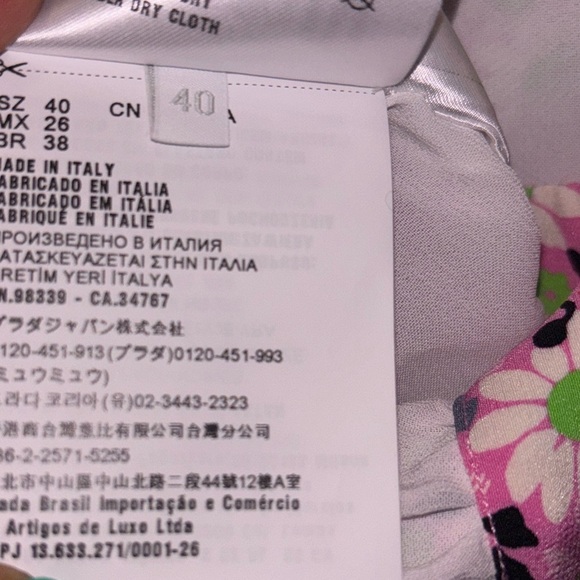 DRY CLOTH
SZ 40
MX 26
BR 38
CN
40
A
MADE IN ITALY
FABRICADO EN ITALIA
FABRICADO EM ITÁLIA
FABRIQUÉ EN ITALIE
ПРОИЗВЕДЕНО В ИТАЛИЯ
ΚΑΤΑΣΚΕΥΑΖΕΤΑΙ ΣΤΗΝ ΙΤΑΛΙΑ
ÜRETİM YERİ İTALYA
N.98339 - CA.34767
プラダジャパン株式会社
0120-451-913(プラダ)0120-451-993
ミュウミュウ)
라다 코리아(유)02-3443-2323
港商台灣悠比有限公司台灣分公司
86-2-2571-5255
北市中山區中山北路二段44號12樓A室
ada Brasil Importação e Comércio
Artigos de Luxo Ltda
PJ 13.633.271/0001-26